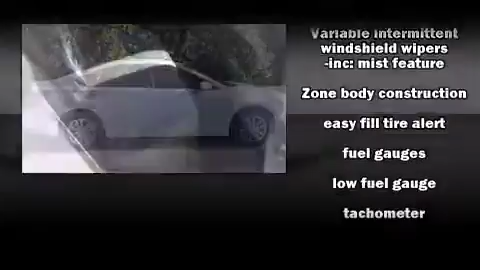 Variable intermittent
windshield wipers
-inc: mist feature
Zone body construction
easy fill tire alert
fuel gauges
low fuel gauge
tachometer